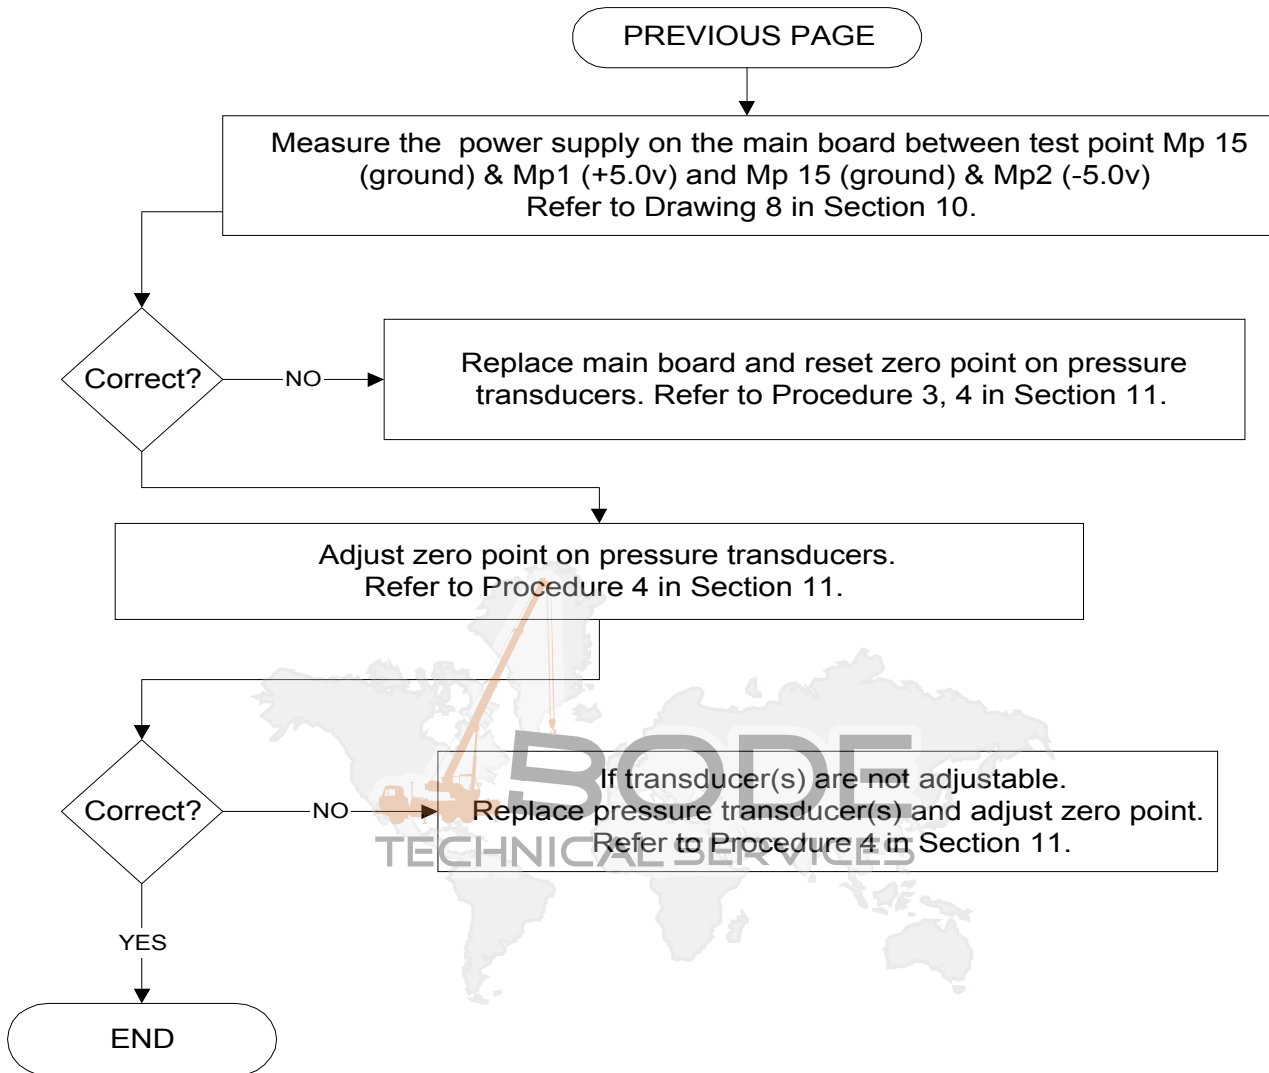 PREVIOUS PAGE
Measure the power supply on the main board between test point Mp 15
(ground) & Mp1 (+5.0v) and Mp 15 (ground) & Mp2 (-5.0v)
Refer to Drawing 8 in Section 10.
Correct?
NO
Replace main board and reset zero point on pressure
transducers. Refer to Procedure 3, 4 in Section 11.
Adjust zero point on pressure transducers.
Refer to Procedure 4 in Section 11.
Correct?
NO
If transducer(s) are not adjustable.
Replace pressure transducer(s) and adjust zero point.
Refer to Procedure 4 in Section 11.
BODE
TECHNICAL SERVICES
YES
END